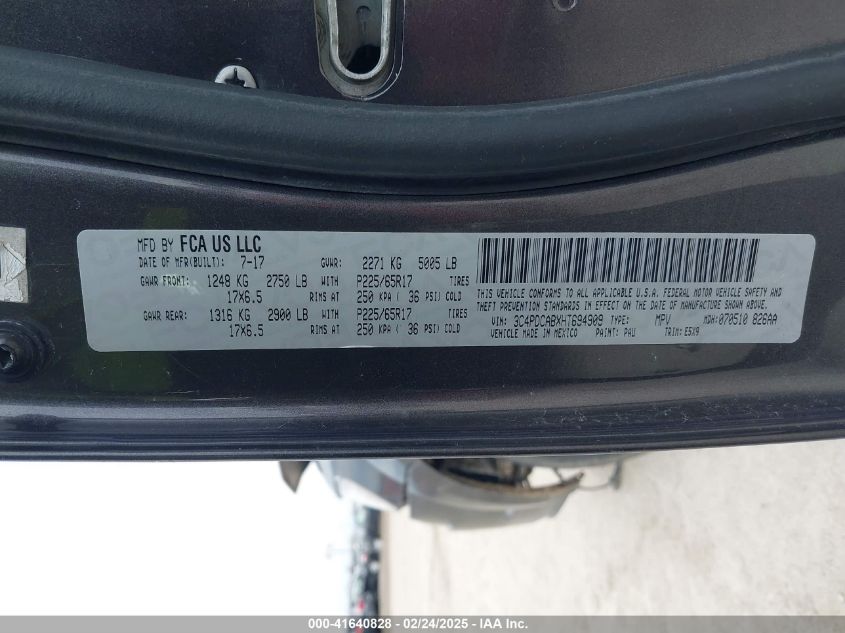 MFD BY FCA US LLC
DATE OF MFR(BUILT): 7-17 GVWR: 2271 KG 5005 LB
GAWR FRONT: 1248 KG 2750 LB WITH P225/65R17 TIRES
17X6.5 RIMS AT 250 KPA ( 36 PSI) COLD
GAWR REAR: 1316 KG 2900 LB WITH P225/65R17 TIRES
17X6.5 RIMS AT 250 KPA ( 36 PSI) COLD
THIS VEHICLE CONFORMS TO ALL APPLICABLE U.S.A. FEDERAL MOTOR VEHICLE SAFETY AND
THEFT PREVENTION STANDARDS IN EFFECT ON THE DATE OF MANUFACTURE SHOWN ABOVE.
VIN: 3C4PDCABXHT694909 TYPE: MPV MDH:070510 826AA
VEHICLE MADE IN MEXICO PAINT: PAU TRIM: E5X9
000-41640828 - 02/24/2025 - IAA Inc.